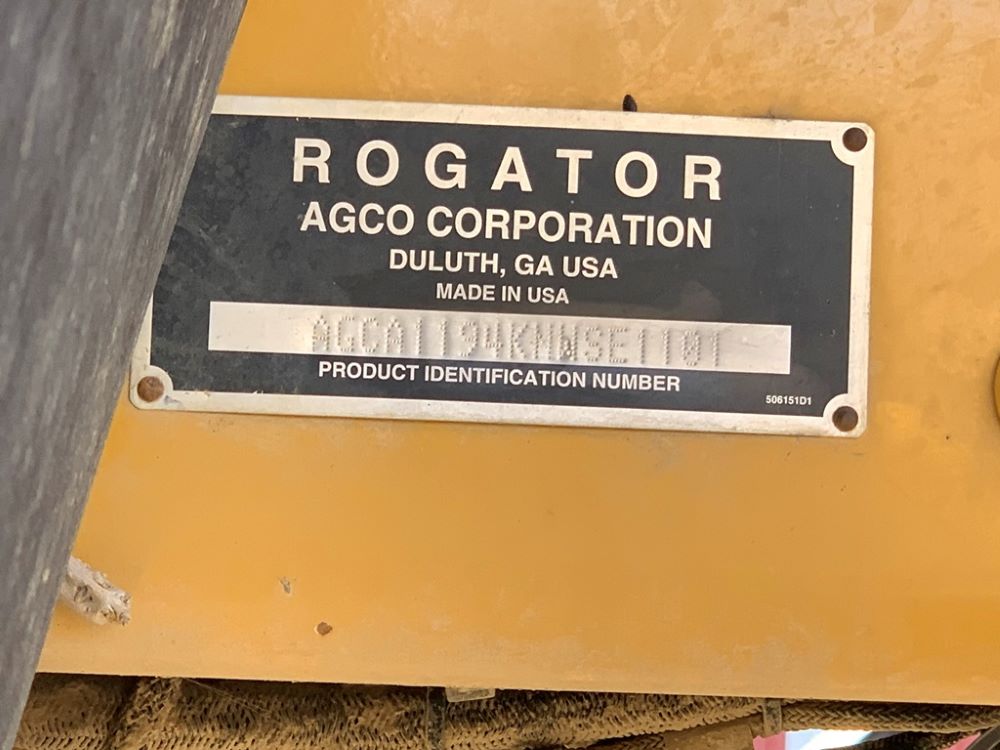 ROGATOR
AGCO CORPORATION
DULUTH, GA USA
MADE IN USA
AGCA1194KNWSE1101
PRODUCT IDENTIFICATION NUMBER
506151D1